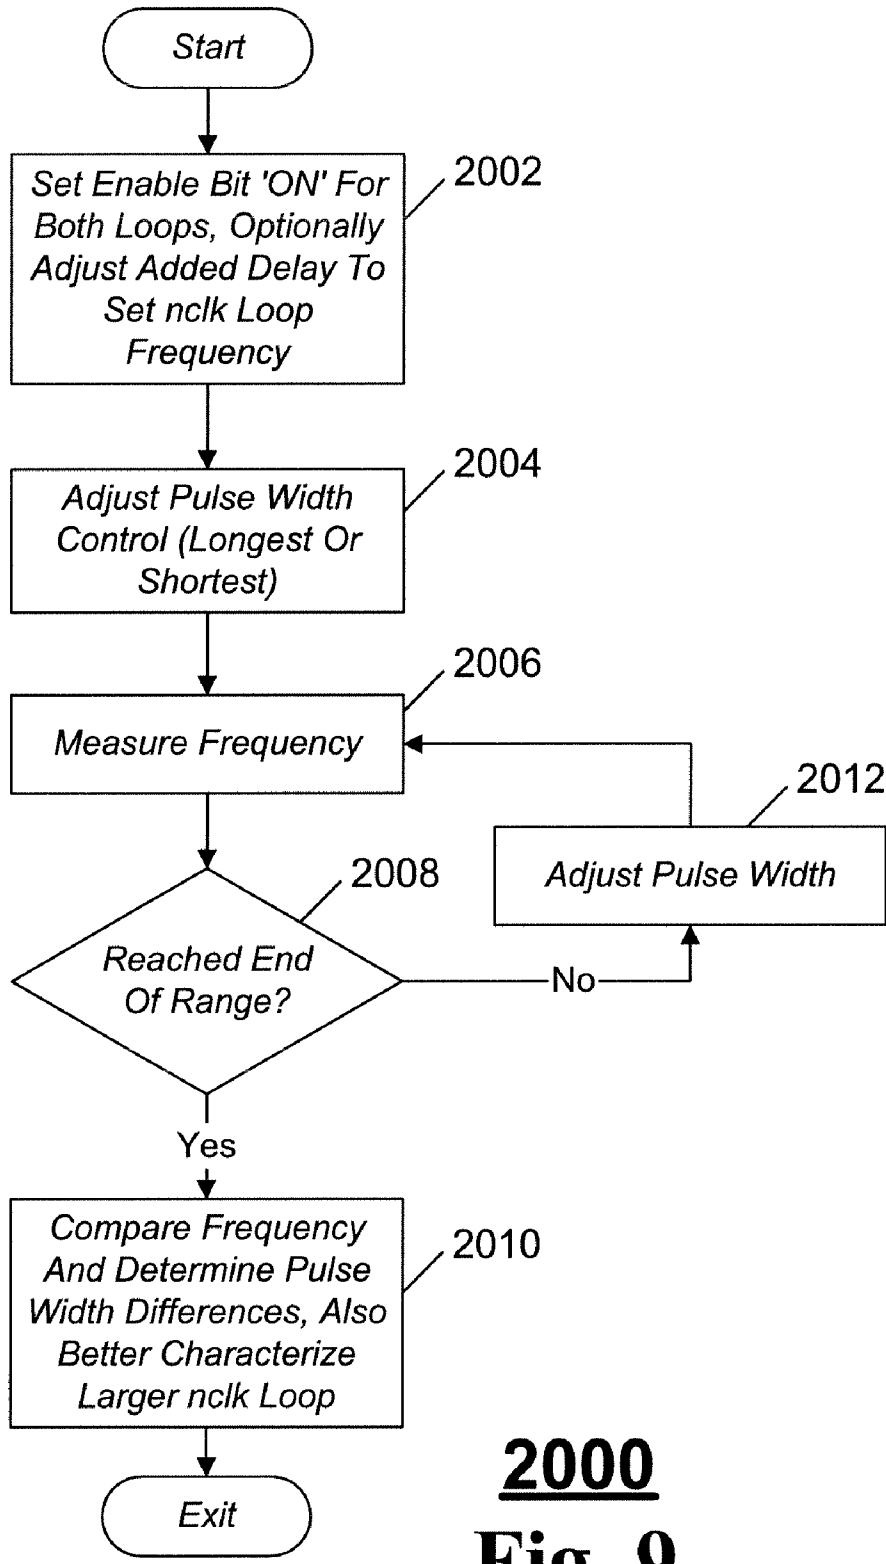 Start
2002
Set Enable Bit 'ON' For
Both Loops, Optionally
Adjust Added Delay To
Set nclk Loop
Frequency
2004
Adjust Pulse Width
Control (Longest Or
Shortest)
2006
Measure Frequency
2012
Adjust Pulse Width
2008
Reached End
Of Range?
No
Yes
2010
Compare Frequency
And Determine Pulse
Width Differences, Also
Better Characterize
Larger nclk Loop
Exit
2000
Fig. 9